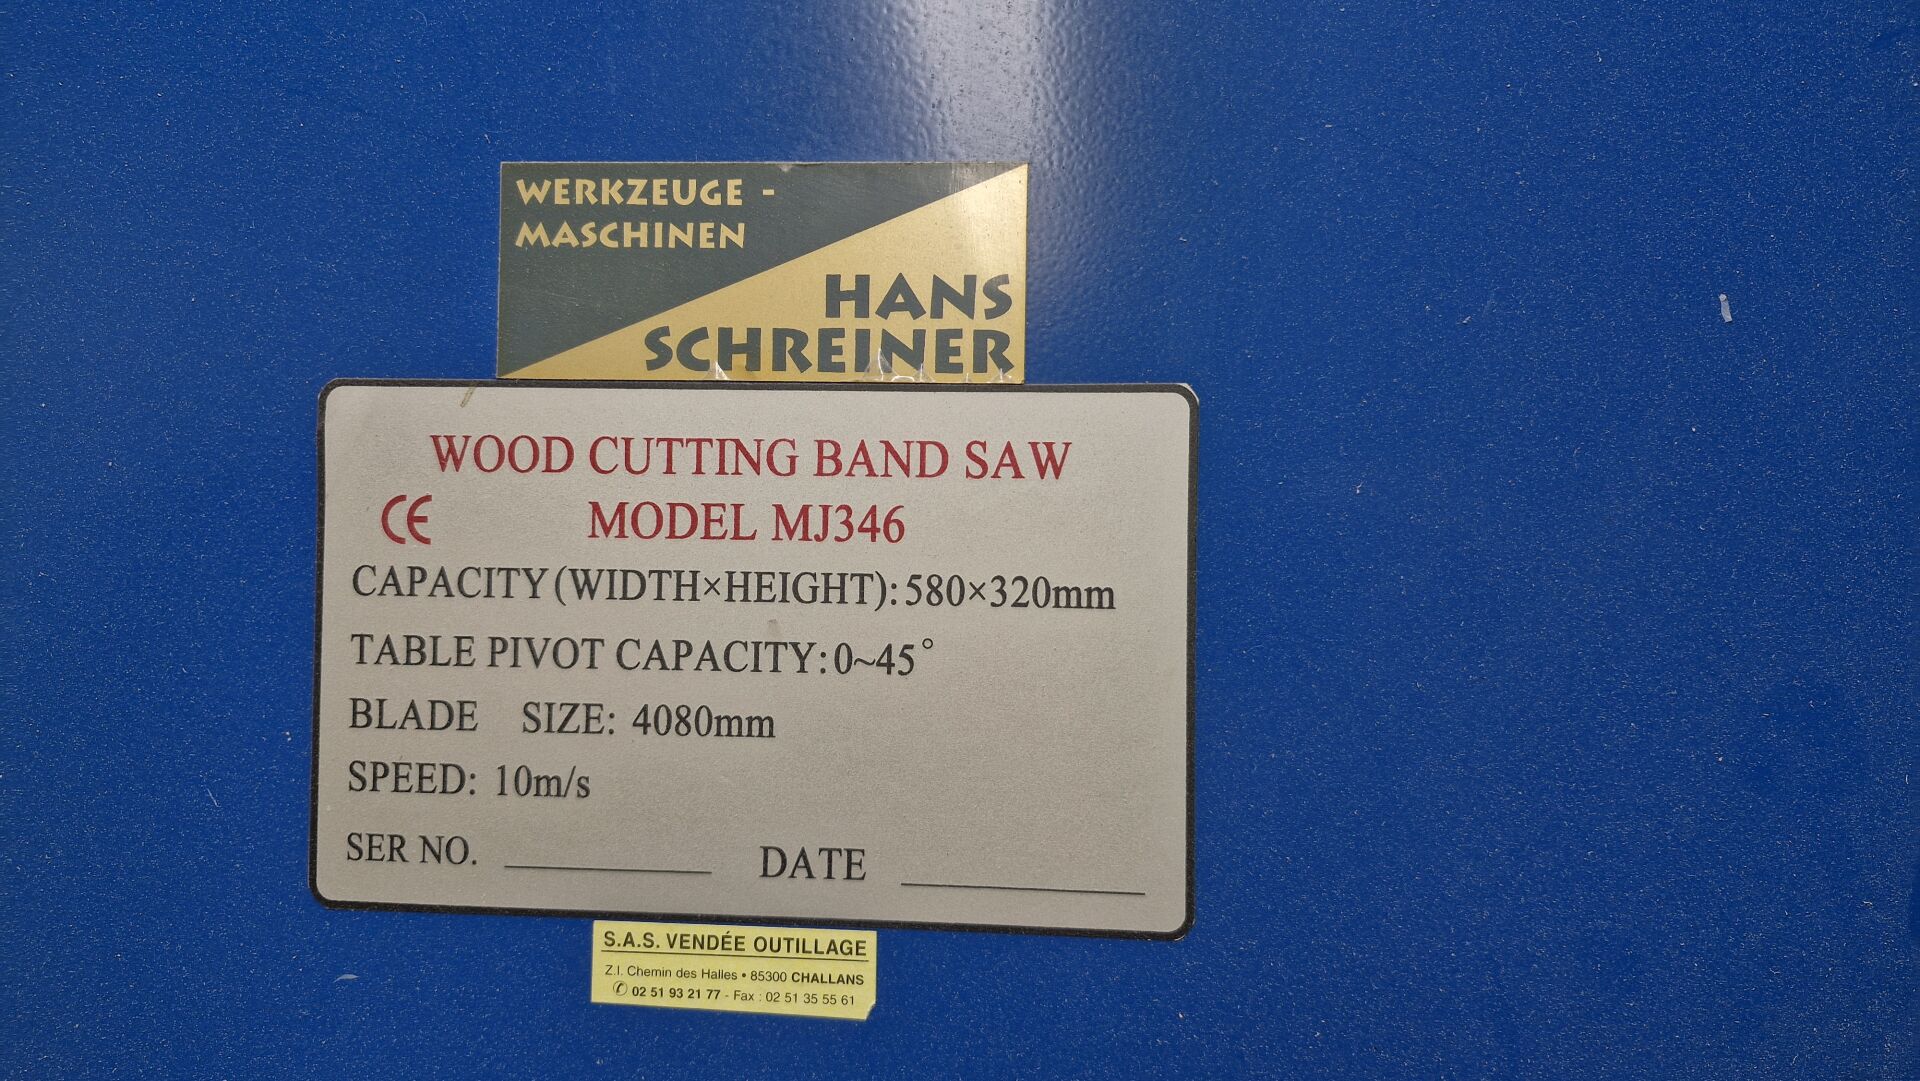 WERKZEUGE -
MASCHINEN
HANS
SCHREINER
WOOD CUTTING BAND SAW
CE MODEL MJ346
CAPACITY (WIDTH×HEIGHT): 580×320mm
TABLE PIVOT CAPACITY: 0~45°
BLADE SIZE: 4080mm
SPEED: 10m/s
SER NO. ________ DATE ________
S.A.S. VENDÉE OUTILLAGE
Z.I. Chemin des Halles • 85300 CHALLANS
✆ 02 51 93 21 77 - Fax : 02 51 35 55 61